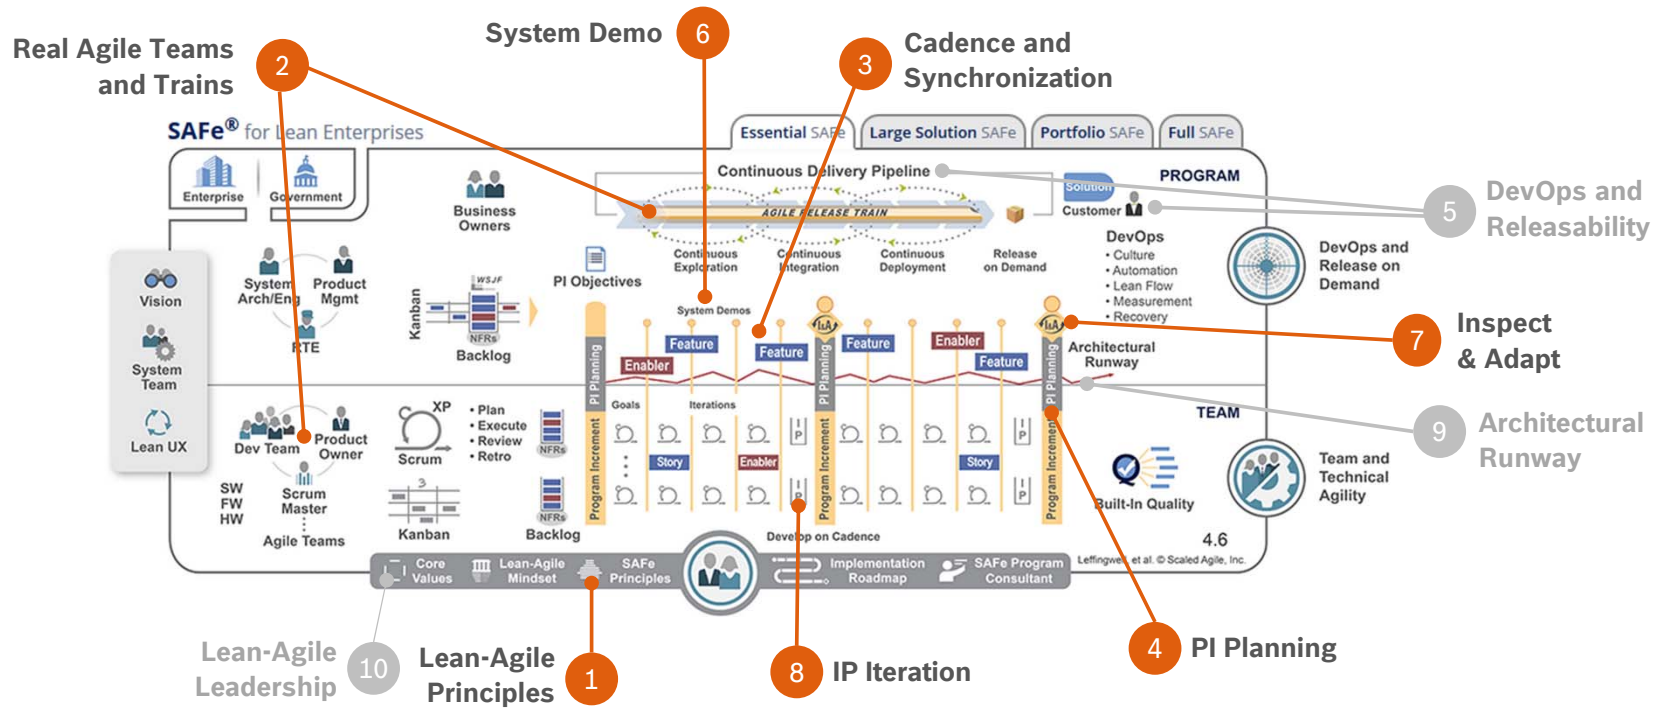 System Demo
6
Real Agile Teams
and Trains
2
3
Cadence and
Synchronization
SAFe® for Lean Enterprises
Essential SAFe
Large Solution SAFe
Portfolio SAFe
Full SAFe
Enterprise
Government
Business
Owners
Continuous Delivery Pipeline
AGILE RELEASE TRAIN
Continuous
Exploration
Continuous
Integration
Continuous
Deployment
Release
on Demand
Solution
Customer
PROGRAM
5
DevOps and
Releasability
DevOps
• Culture
• Automation
• Lean Flow
• Measurement
• Recovery
DevOps and
Release on
Demand
Vision
System
Team
Lean UX
System
Arch/Eng
Product
Mgmt
RTE
Kanban
WSJF
NFRs
Backlog
PI Objectives
System Demos
PI Planning
Enabler
Feature
Feature
I&A
PI Planning
Feature
Enabler
Feature
I&A
PI Planning
Architectural
Runway
7
Inspect
& Adapt
TEAM
9
Architectural
Runway
Dev Team
Product
Owner
Scrum
Master
SW
FW
HW
Agile Teams
XP
Scrum
• Plan
• Execute
• Review
• Retro
3
Kanban
NFRs
NFRs
Backlog
Program Increment
Goals
Iterations
Story
Enabler
I
P
I
P
Program Increment
Story
I
P
I
P
Program Increment
Develop on Cadence
Built-In Quality
Team and
Technical
Agility
4.6
Leffingwell, et al. © Scaled Agile, Inc.
Core
Values
Lean-Agile
Mindset
SAFe
Principles
Implementation
Roadmap
SAFe Program
Consultant
Lean-Agile
Leadership
10
Lean-Agile
Principles
1
8
IP Iteration
4
PI Planning